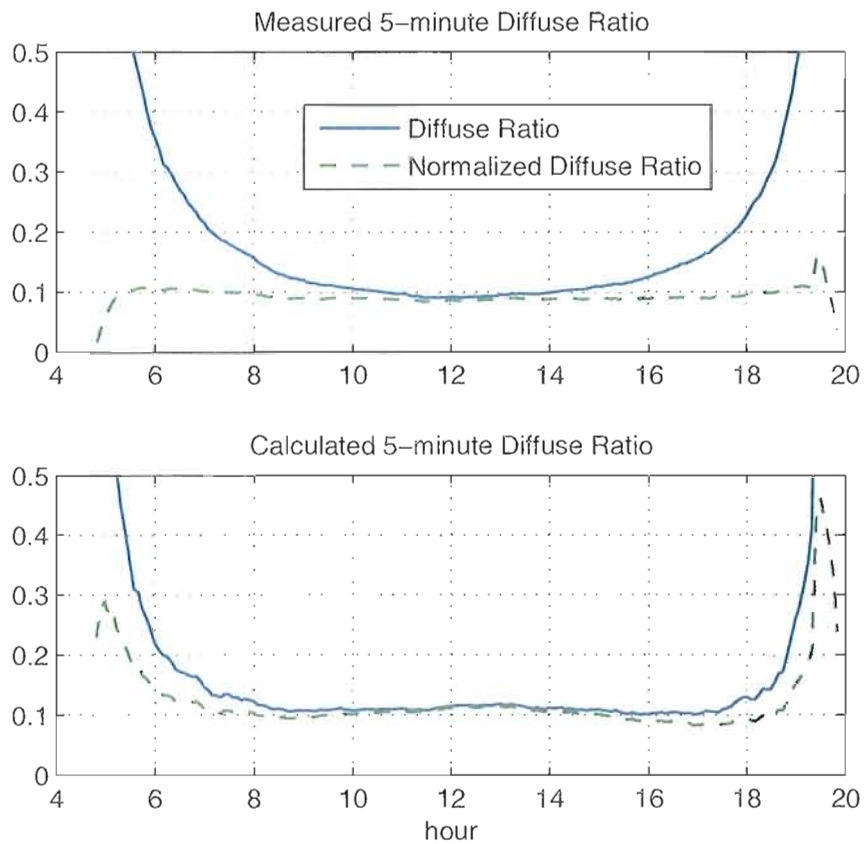 Measured 5–minute Diffuse Ratio
0.5
0.4
0.3
0.2
0.1
0
Diffuse Ratio
Normalized Diffuse Ratio
4 6 8 10 12 14 16 18 20
Calculated 5–minute Diffuse Ratio
0.5
0.4
0.3
0.2
0.1
0
4 6 8 10 12 14 16 18 20
hour